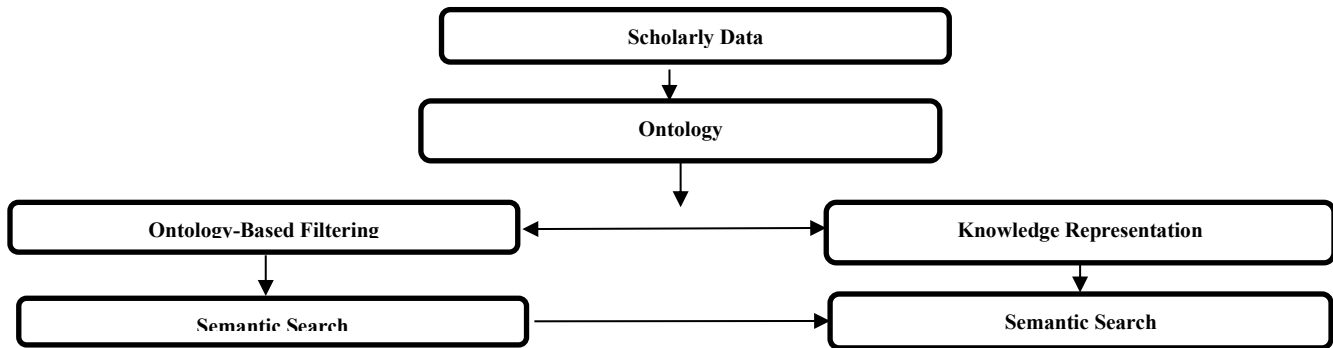 Scholarly Data
Ontology
Ontology-Based Filtering
Knowledge Representation
Semantic Search
Semantic Search